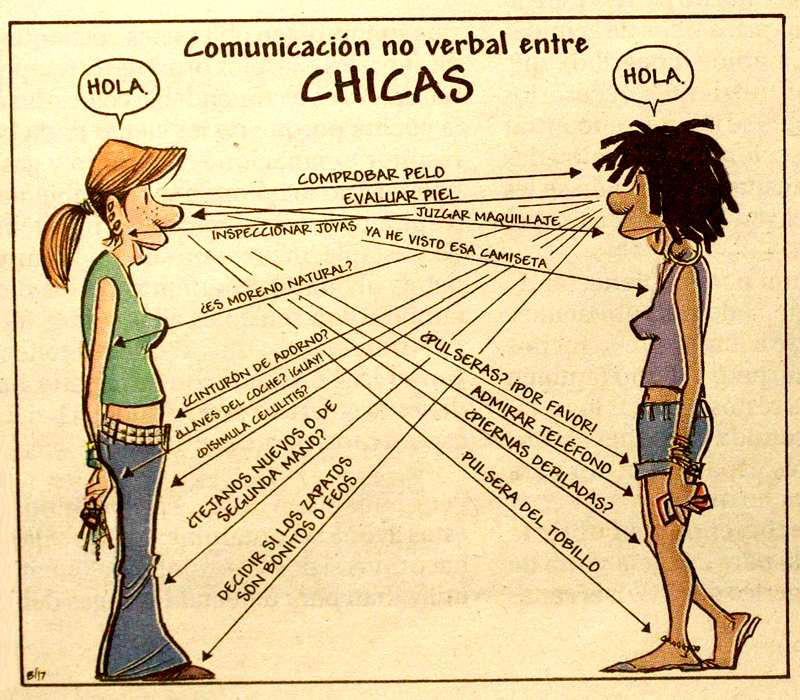 Comunicación no verbal entre
CHICAS
HOLA.
HOLA.
COMPROBAR PELO
EVALUAR PIEL
JUZGAR MAQUILLAJE
INSPECCIONAR JOYAS
YA HE VISTO ESA CAMISETA
¿ES MORENO NATURAL?
¿CINTURÓN DE ADORNO?
¿LLAVES DEL COCHE? ¡GUAY!
¿DISIMULA CELULITIS?
¿TEJANOS NUEVOS O DE
SEGUNDA MANO?
DECIDIR SI LOS ZAPATOS
SON BONITOS O FEOS
¿PULSERAS? ¡POR FAVOR!
ADMIRAR TELÉFONO
¿PIERNAS DEPILADAS?
PULSERA DEL TOBILLO
8/17